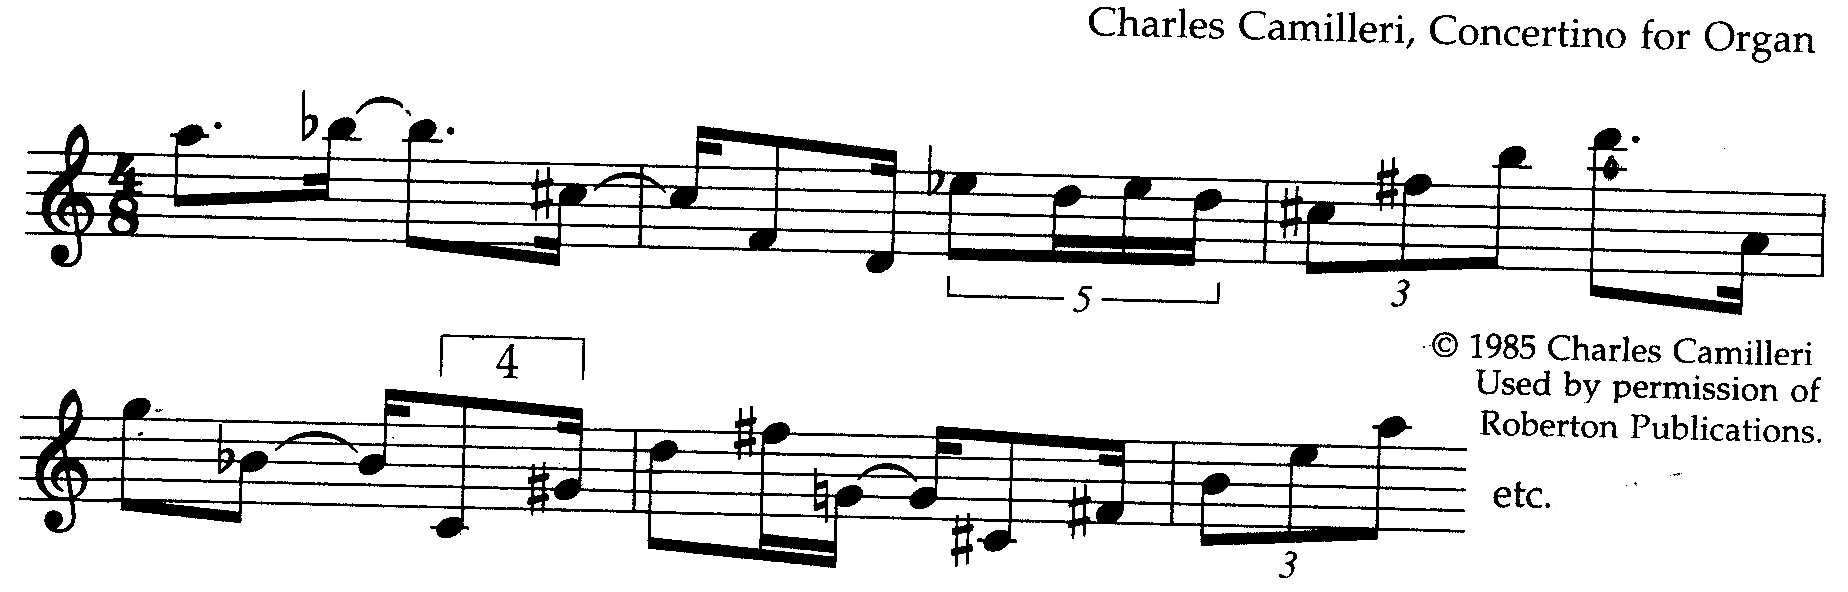 Charles Camilleri, Concertino for Organ
4
8
5
3
© 1985 Charles Camilleri
Used by permission of
Roberton Publications.
4
etc.
3